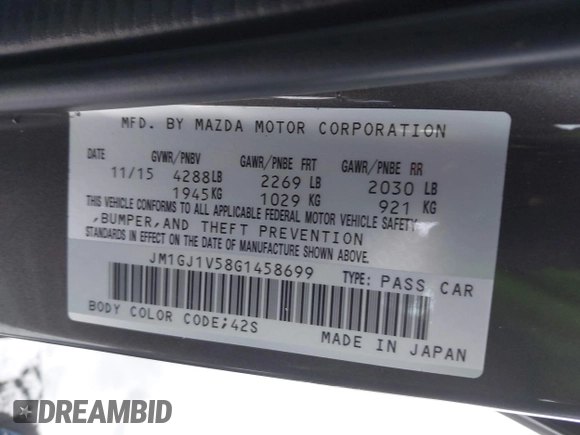 MFD. BY MAZDA MOTOR CORPORATION
DATE GVWR/PNBV GAWR/PNBE FRT GAWR/PNBE RR
11/15 4288LB 2269 LB 2030 LB
1945KG 1029 KG 921 KG
THIS VEHICLE CONFORMS TO ALL APPLICABLE FEDERAL MOTOR VEHICLE SAFETY
,BUMPER,AND THEFT PREVENTION
STANDARDS IN EFFECT ON THE DATE OF MANUFACTURE SHOWN ABOVE.
JM1GJ1V58G1458699 TYPE: PASS CAR
BODY COLOR CODE;42S
MADE IN JAPAN
DREAMBID